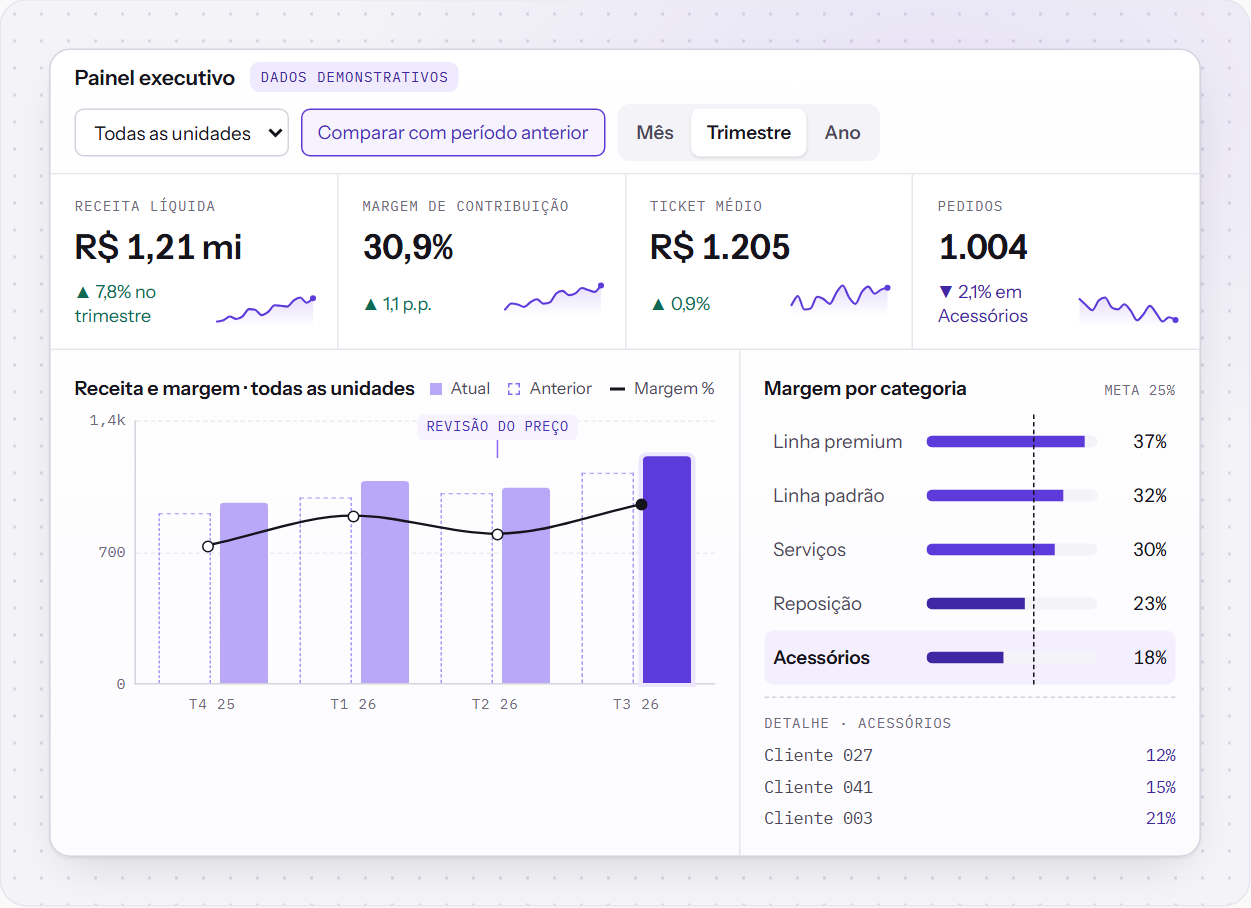 Painel executivo
DADOS DEMONSTRATIVOS
Todas as unidades
Comparar com período anterior
Mês
Trimestre
Ano
RECEITA LÍQUIDA
R$ 1,21 mi
▲ 7,8% no
trimestre
MARGEM DE CONTRIBUIÇÃO
30,9%
▲ 1,1 p.p.
TICKET MÉDIO
R$ 1.205
▲ 0,9%
PEDIDOS
1.004
▼ 2,1% em
Acessórios
Receita e margem · todas as unidades
Atual
Anterior
Margem %
1,4k
REVISÃO DO PREÇO
700
0
T4 25
T1 26
T2 26
T3 26
Margem por categoria
META 25%
Linha premium 37%
Linha padrão 32%
Serviços 30%
Reposição 23%
Acessórios 18%
DETALHE · ACESSÓRIOS
Cliente 027 12%
Cliente 041 15%
Cliente 003 21%